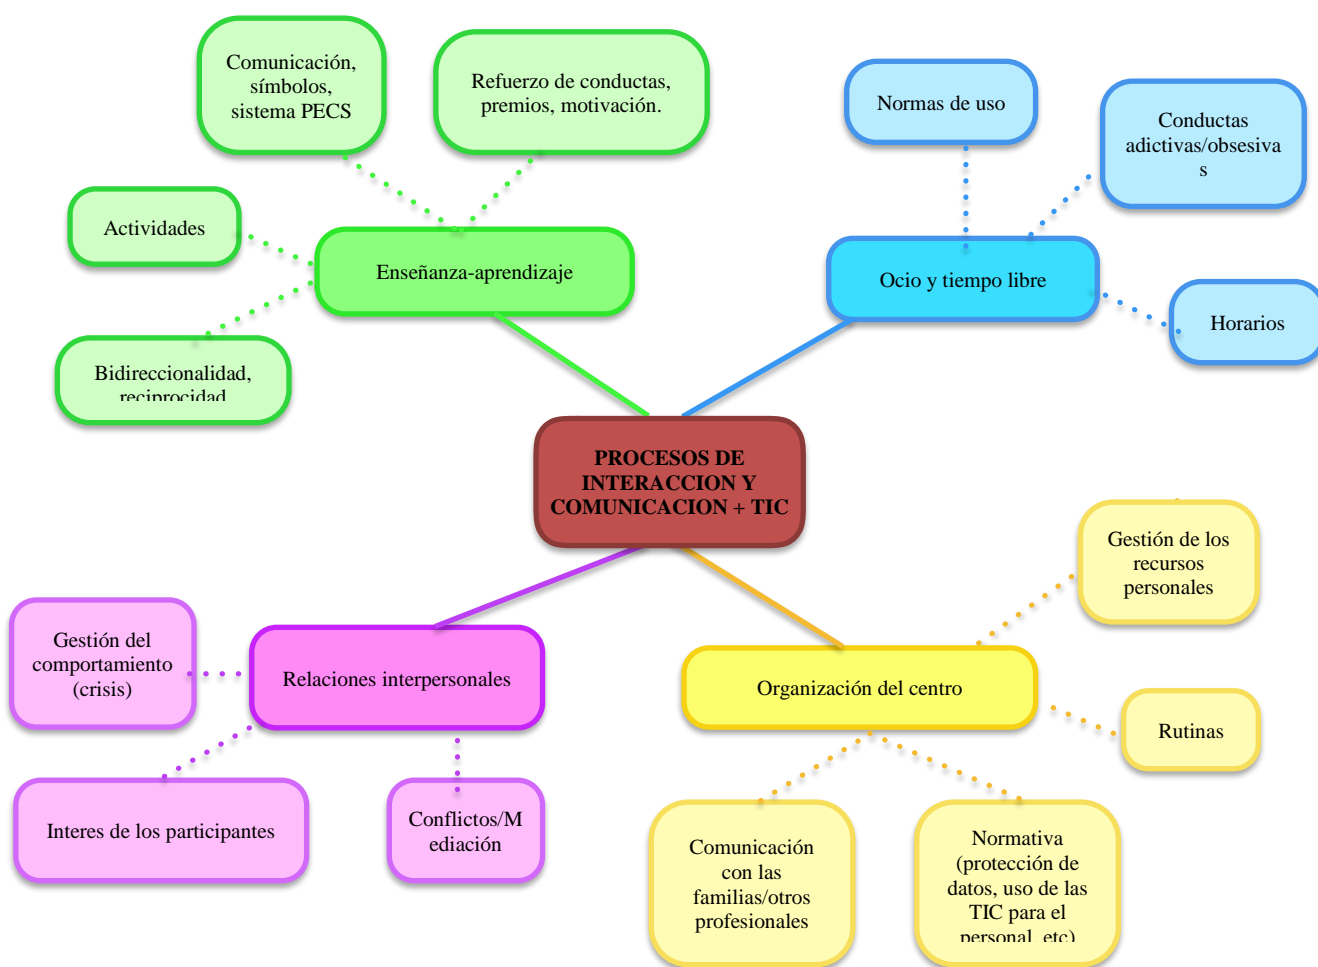 Comunicación,
símbolos,
sistema PECS
Refuerzo de conductas,
premios, motivación.
Normas de uso
Conductas
adictivas/obsesiva
s
Actividades
Enseñanza-aprendizaje
Ocio y tiempo libre
Horarios
Bidireccionalidad,
reciprocidad
PROCESOS DE
INTERACCION Y
COMUNICACION + TIC
Gestión de los
recursos
personales
Gestión del
comportamiento
(crisis)
Relaciones interpersonales
Organización del centro
Rutinas
Interes de los participantes
Conflictos/M
ediación
Comunicación
con las
familias/otros
profesionales
Normativa
(protección de
datos, uso de las
TIC para el
personal, etc)